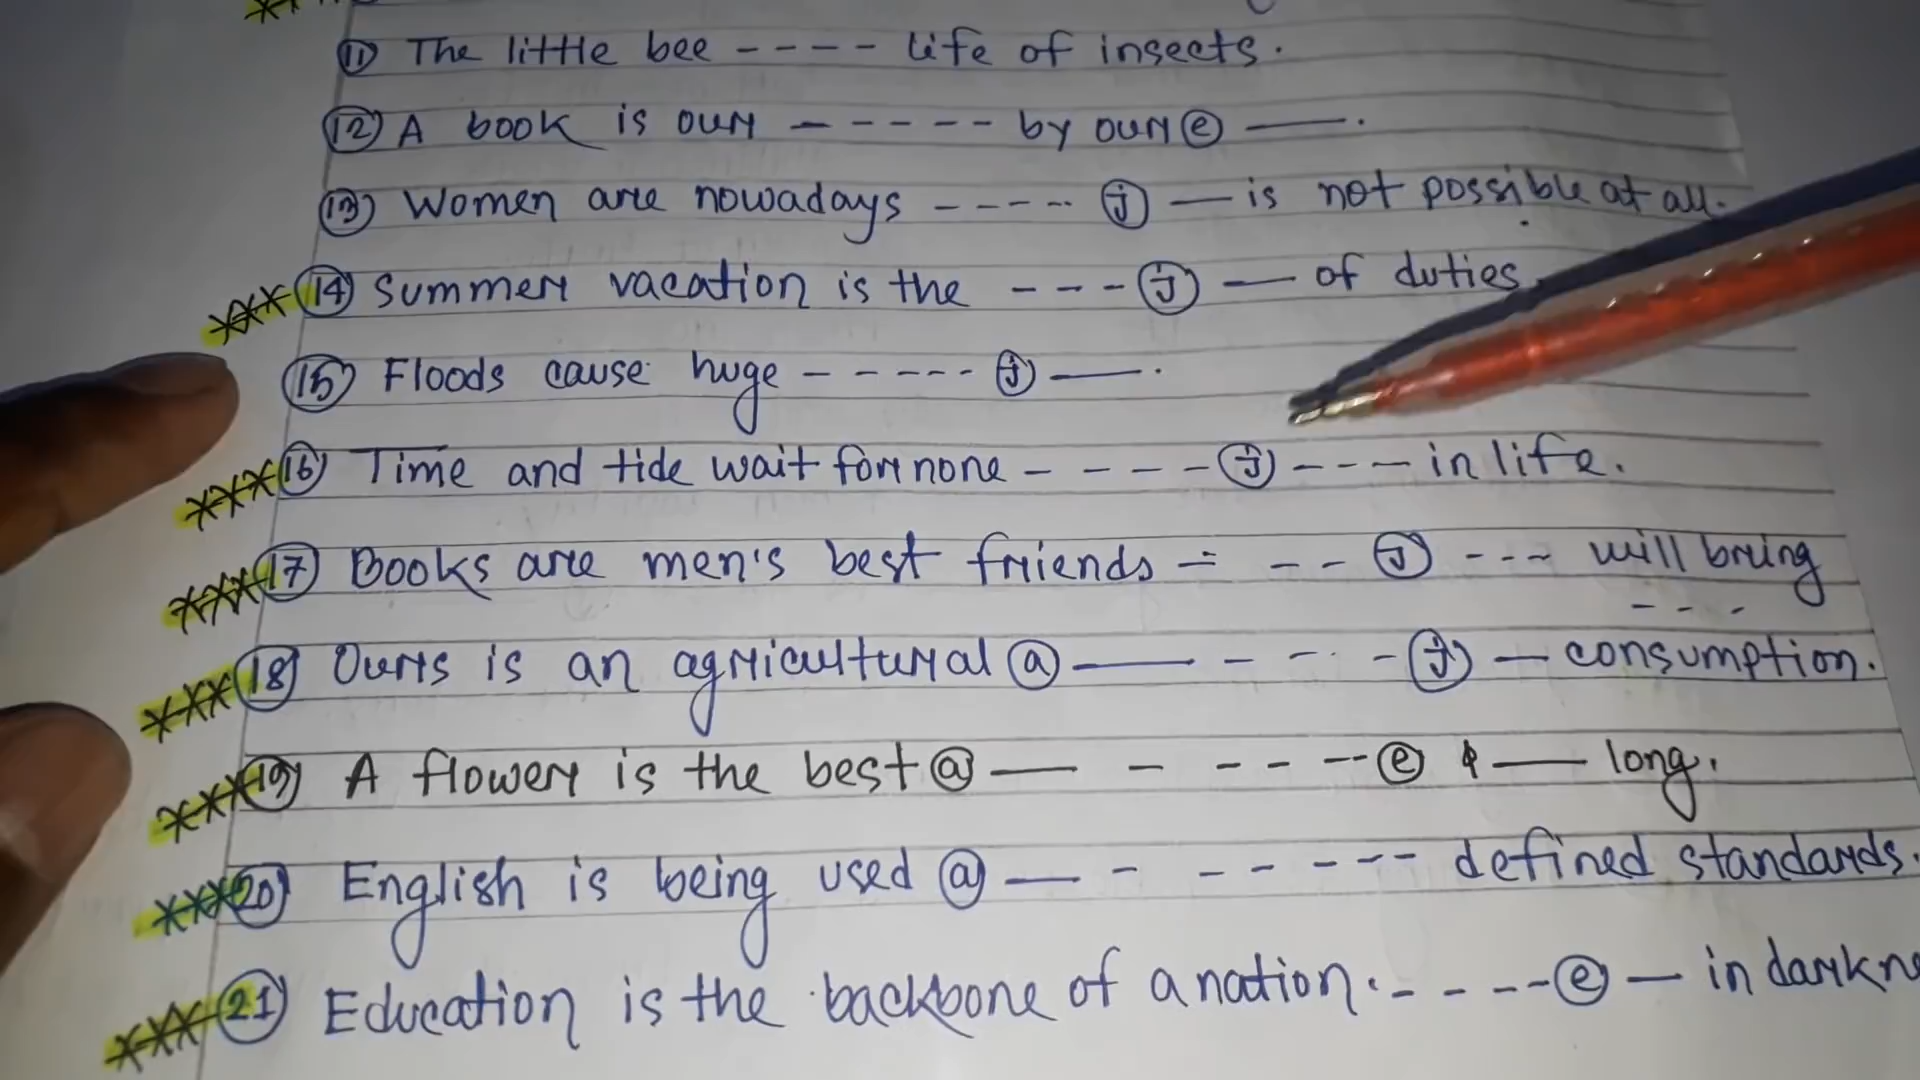 ⑪ The little bee ---- life of insects.
⑫ A book is our ----- by our ⓔ —.
⑬ Women are nowadays ----- ⓙ — is not possible at all.
*** ⑭ Summer vacation is the --- ⓙ — of duties.
⑮ Floods cause huge ----- ⓙ —.
*** ⑯ Time and tide wait for none ---- ⓙ --- in life.
*** ⑰ Books are men's best friends --- ⓙ --- will bring
---
*** ⑱ Ours is an agricultural ⓐ — --- ⓙ — consumption.
*** ⑲ A flower is the best ⓐ — ---- ⓔ — long.
*** ⑳ English is being used ⓐ — ------ defined standards.
*** ㉑ Education is the backbone of a nation. ---- ⓔ — in darkne